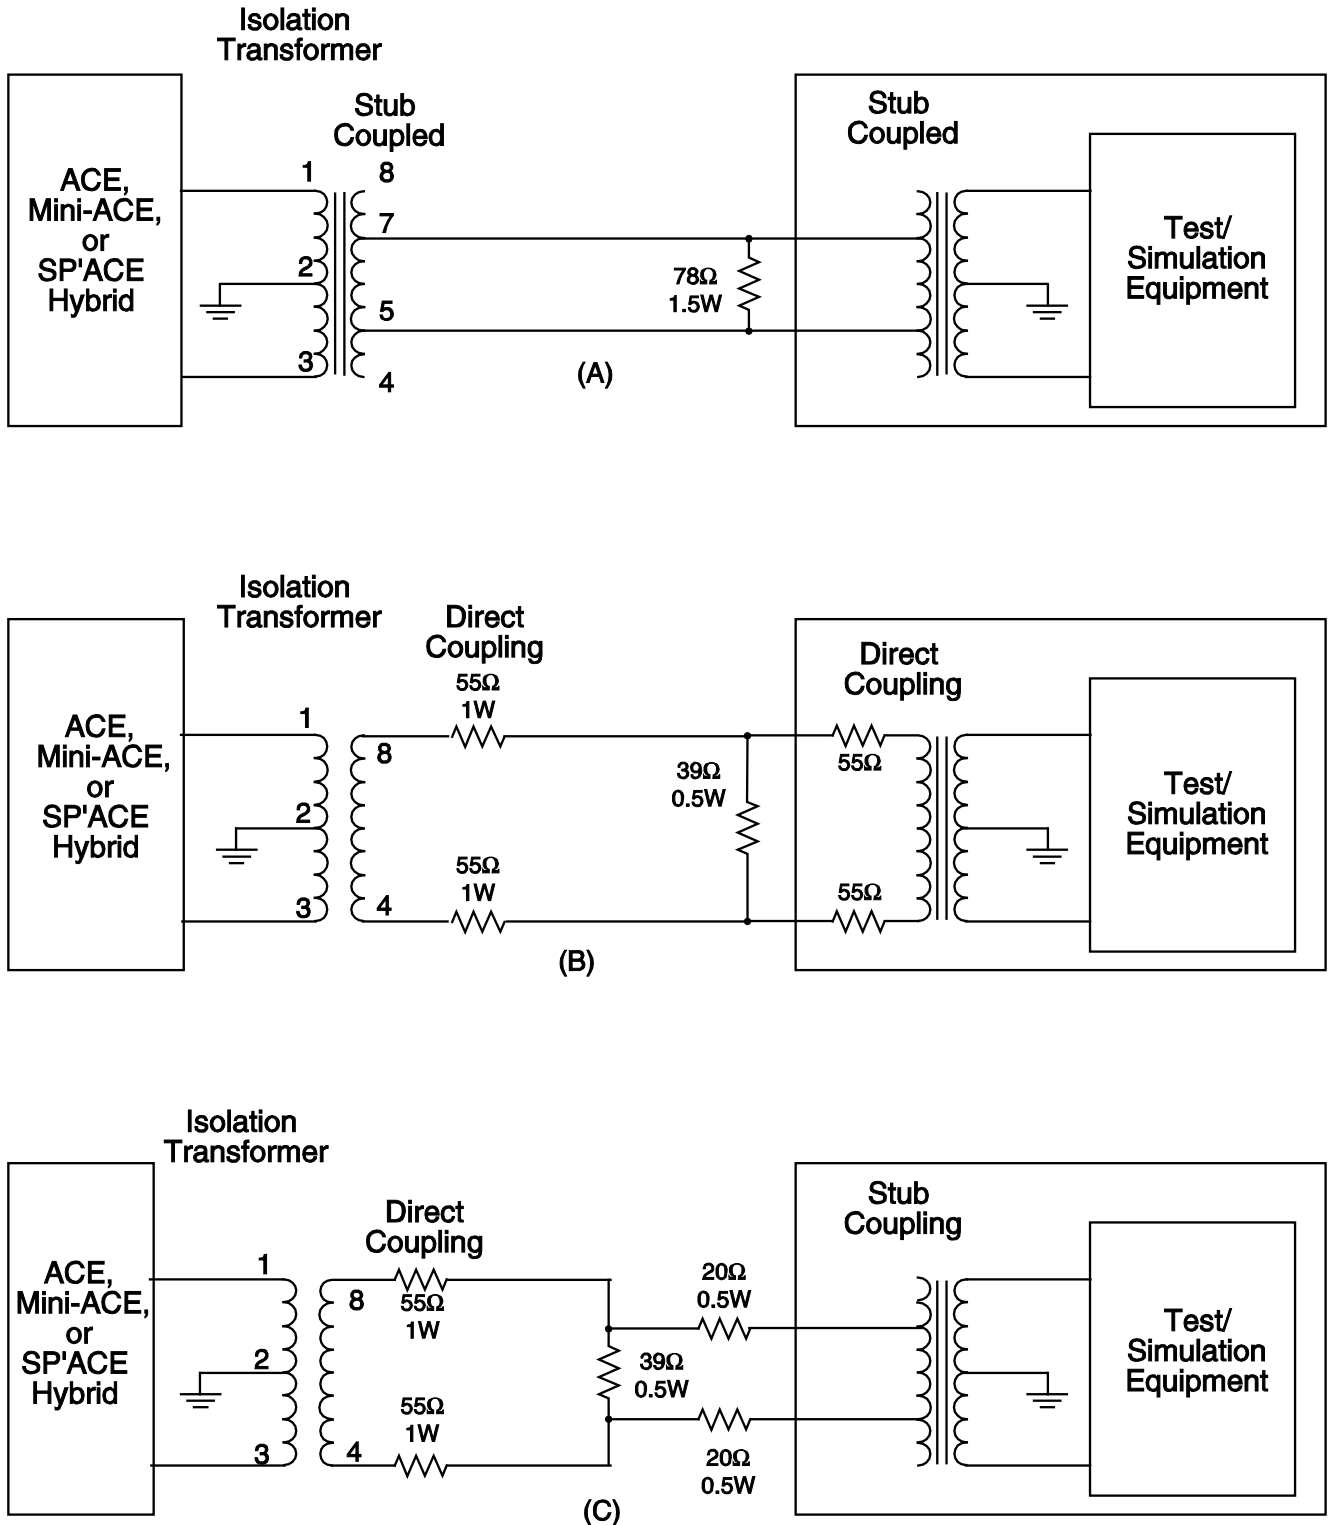 Isolation
Transformer
Stub
Coupled
Stub
Coupled
ACE,
Mini-ACE,
or
SP'ACE
Hybrid
1
2
3
8
7
5
4
78Ω
1.5W
Test/
Simulation
Equipment
(A)
Isolation
Transformer
Direct
Coupling
55Ω
1W
Direct
Coupling
ACE,
Mini-ACE,
or
SP'ACE
Hybrid
1
2
3
8
4
55Ω
1W
39Ω
0.5W
55Ω
55Ω
Test/
Simulation
Equipment
(B)
Isolation
Transformer
Direct
Coupling
Stub
Coupling
ACE,
Mini-ACE,
or
SP'ACE
Hybrid
1
2
3
8
4
55Ω
1W
55Ω
1W
20Ω
0.5W
39Ω
0.5W
20Ω
0.5W
Test/
Simulation
Equipment
(C)